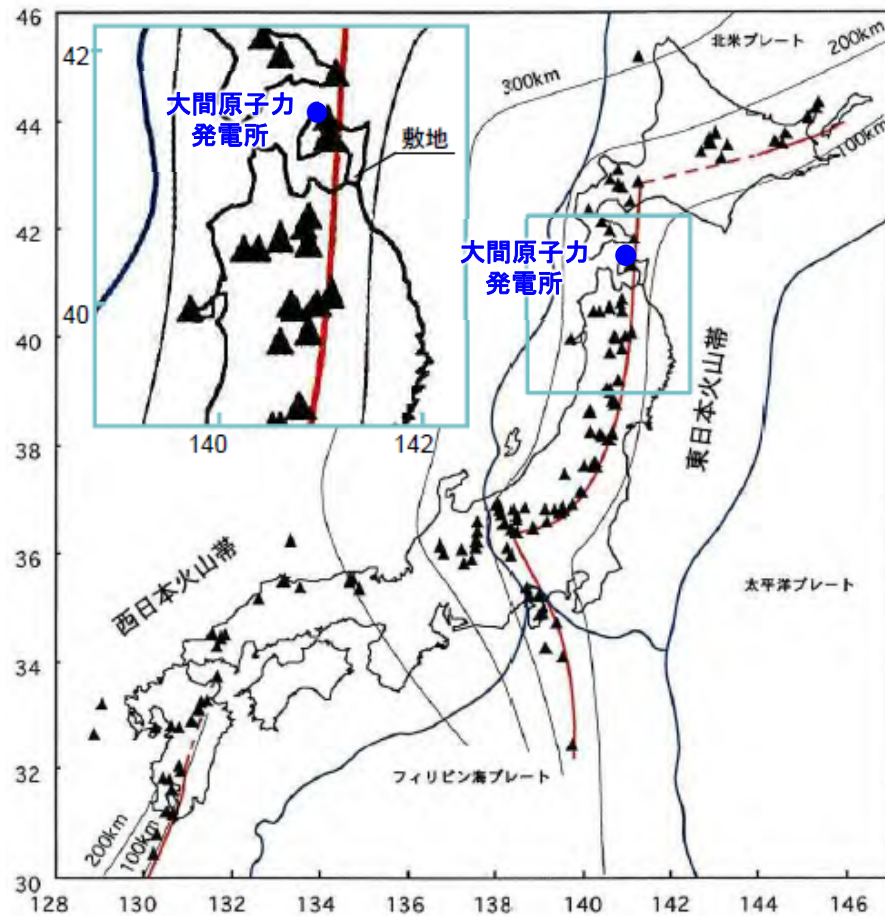 46
44
42
40
38
36
34
32
30
128
130
132
134
136
138
140
142
144
146
42
40
140
142
大間原子力
発電所
敷地
大間原子力
発電所
北米プレート
200km
300km
100km
東日本火山帯
西日本火山帯
太平洋プレート
フィリピン海プレート
200km
100km